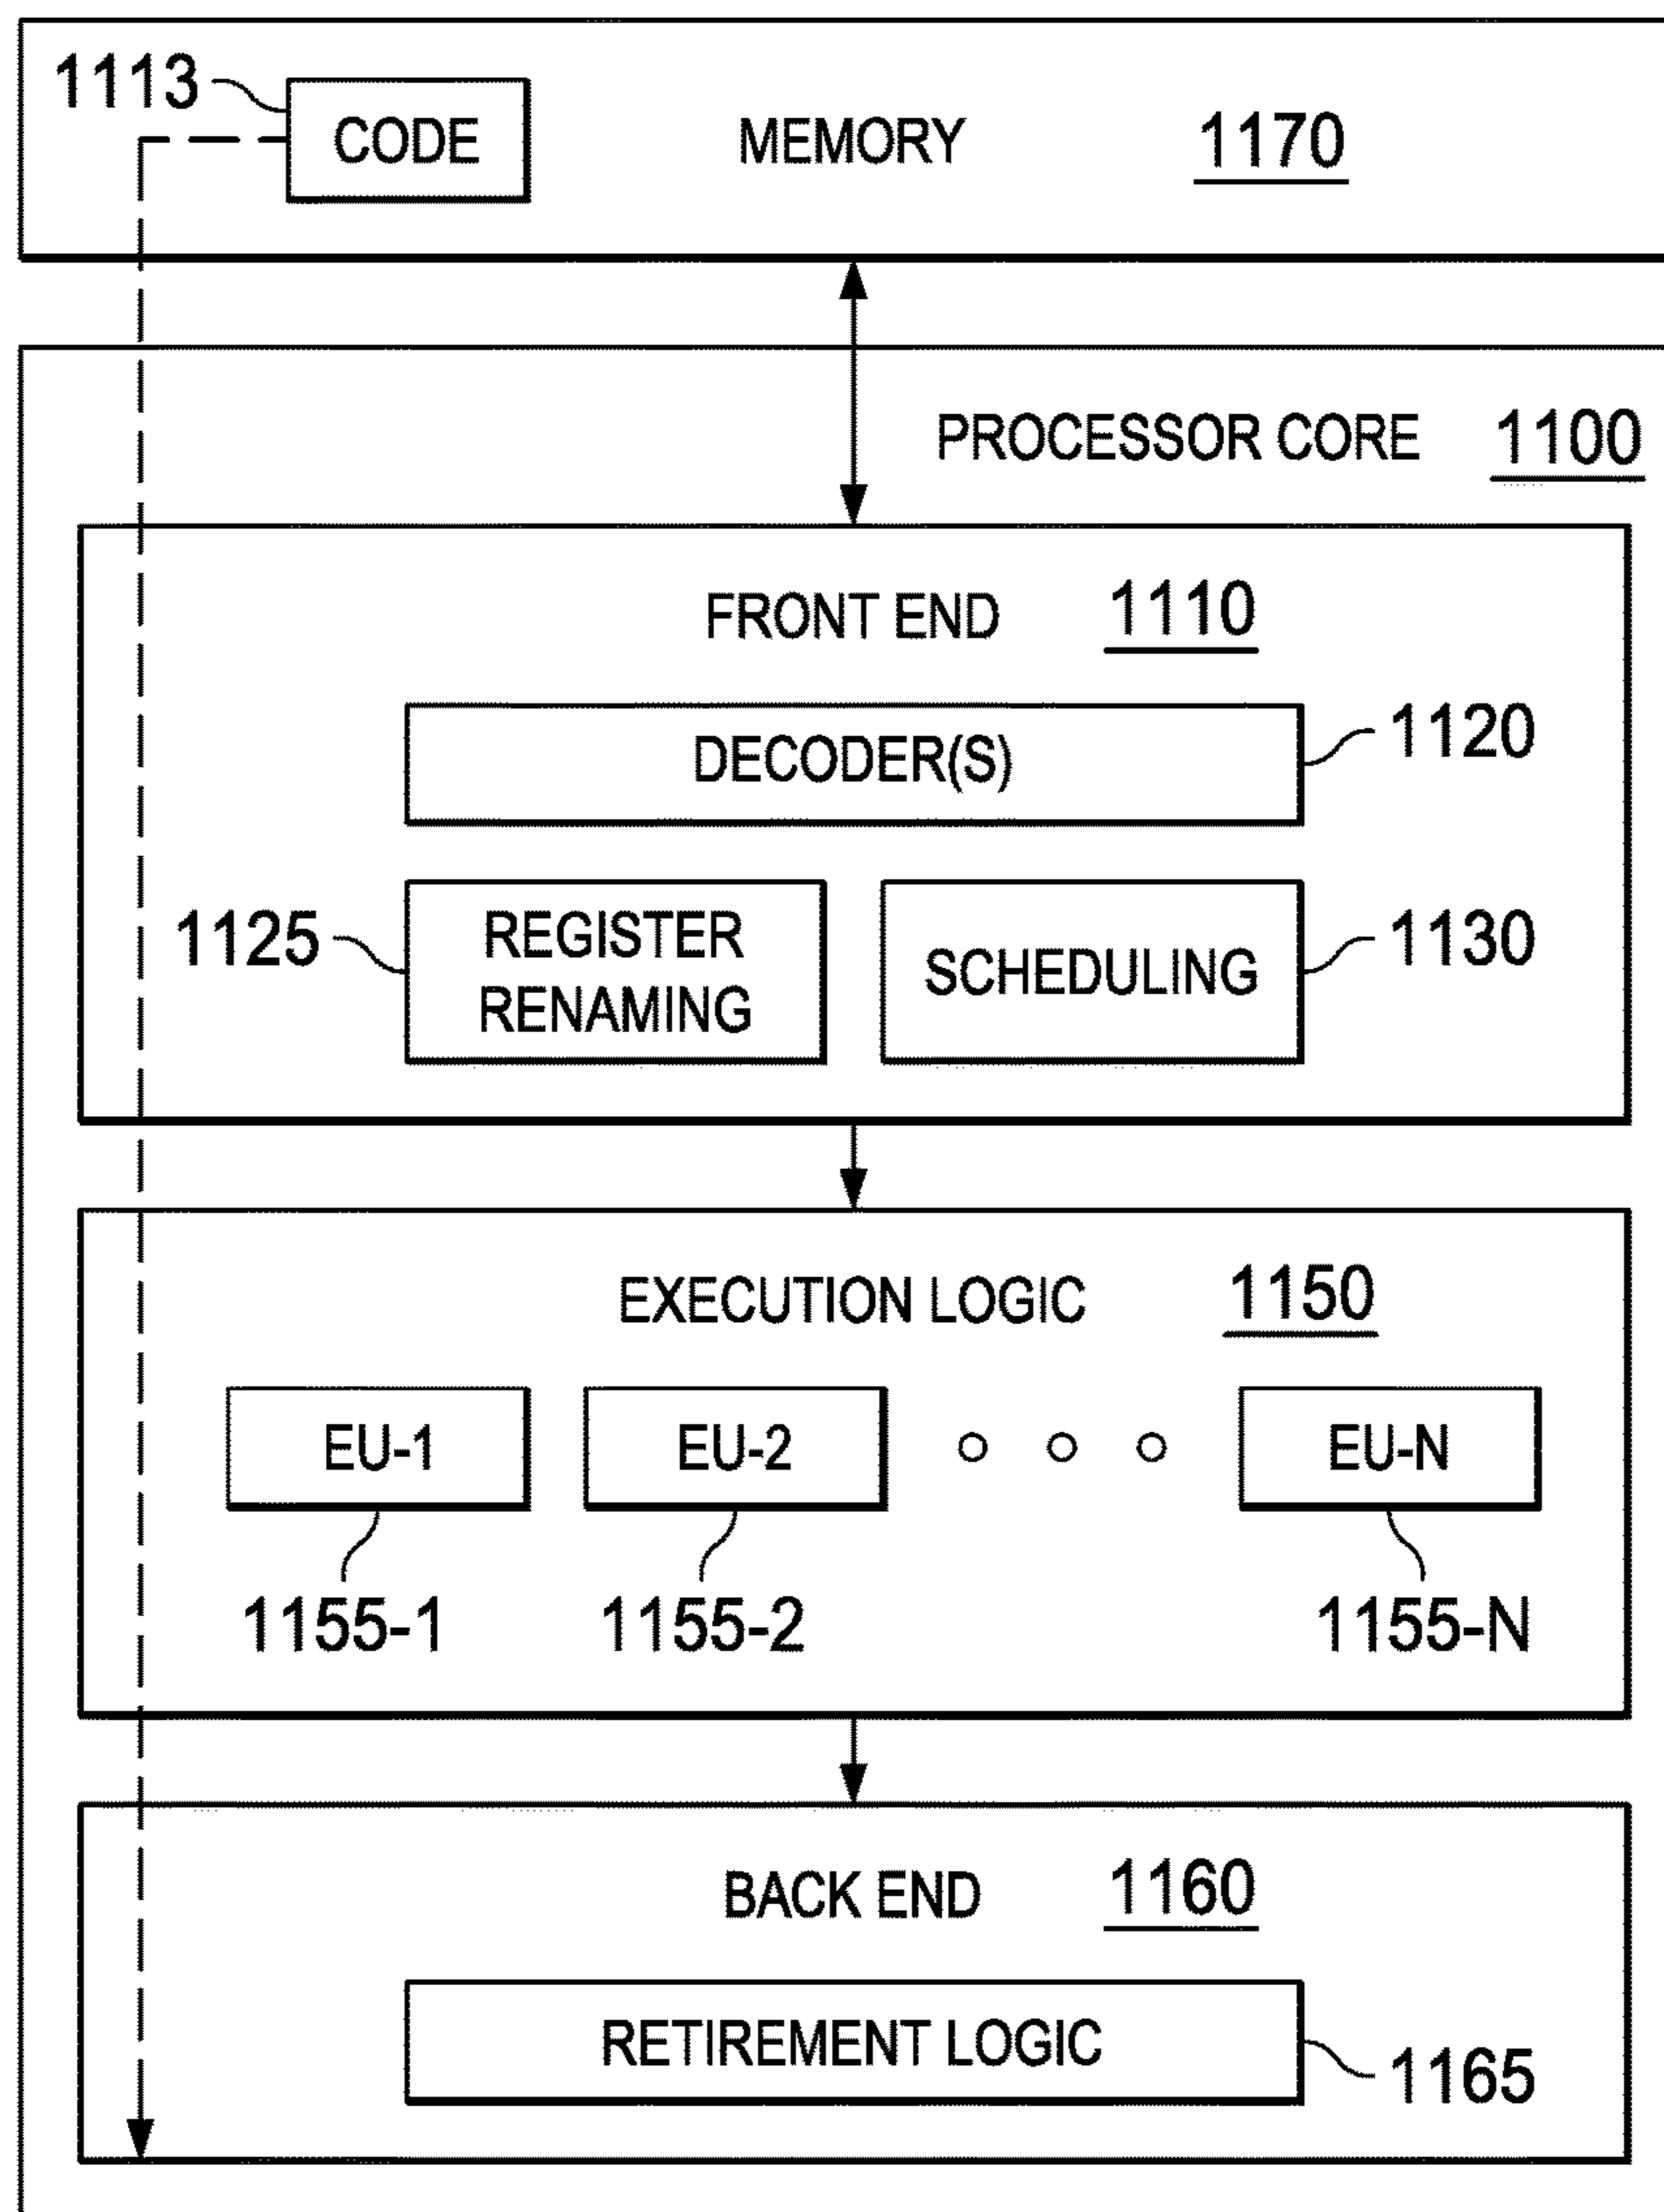 1113
CODE
MEMORY
1170
PROCESSOR CORE
1100
FRONT END
1110
DECODER(S)
1120
1125
REGISTER
RENAMING
SCHEDULING
1130
EXECUTION LOGIC
1150
EU-1
EU-2
EU-N
1155-1
1155-2
1155-N
BACK END
1160
RETIREMENT LOGIC
1165